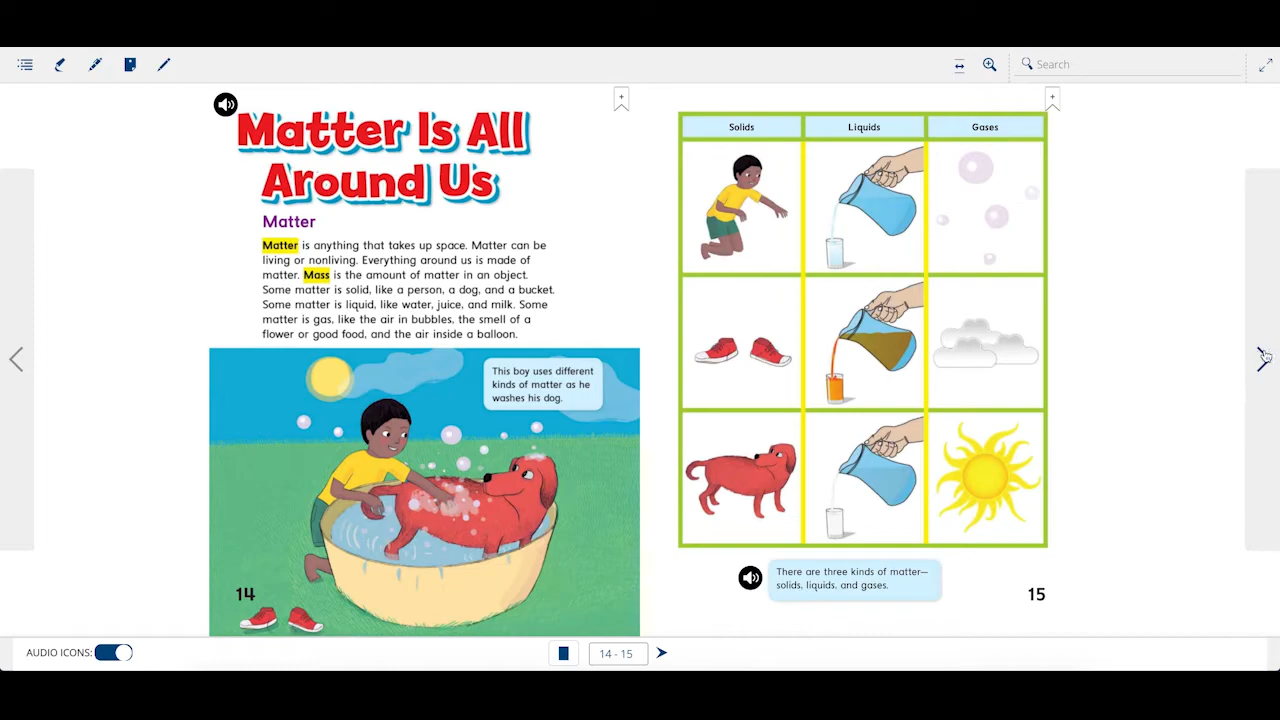 Search
Matter Is All
Around Us
Matter
Matter is anything that takes up space. Matter can be
living or nonliving. Everything around us is made of
matter. Mass is the amount of matter in an object.
Some matter is solid, like a person, a dog, and a bucket.
Some matter is liquid, like water, juice, and milk. Some
matter is gas, like the air in bubbles, the smell of a
flower or good food, and the air inside a balloon.
This boy uses different
kinds of matter as he
washes his dog.
14
Solids Liquids Gases
There are three kinds of matter—
solids, liquids, and gases.
15
AUDIO ICONS:
14 - 15